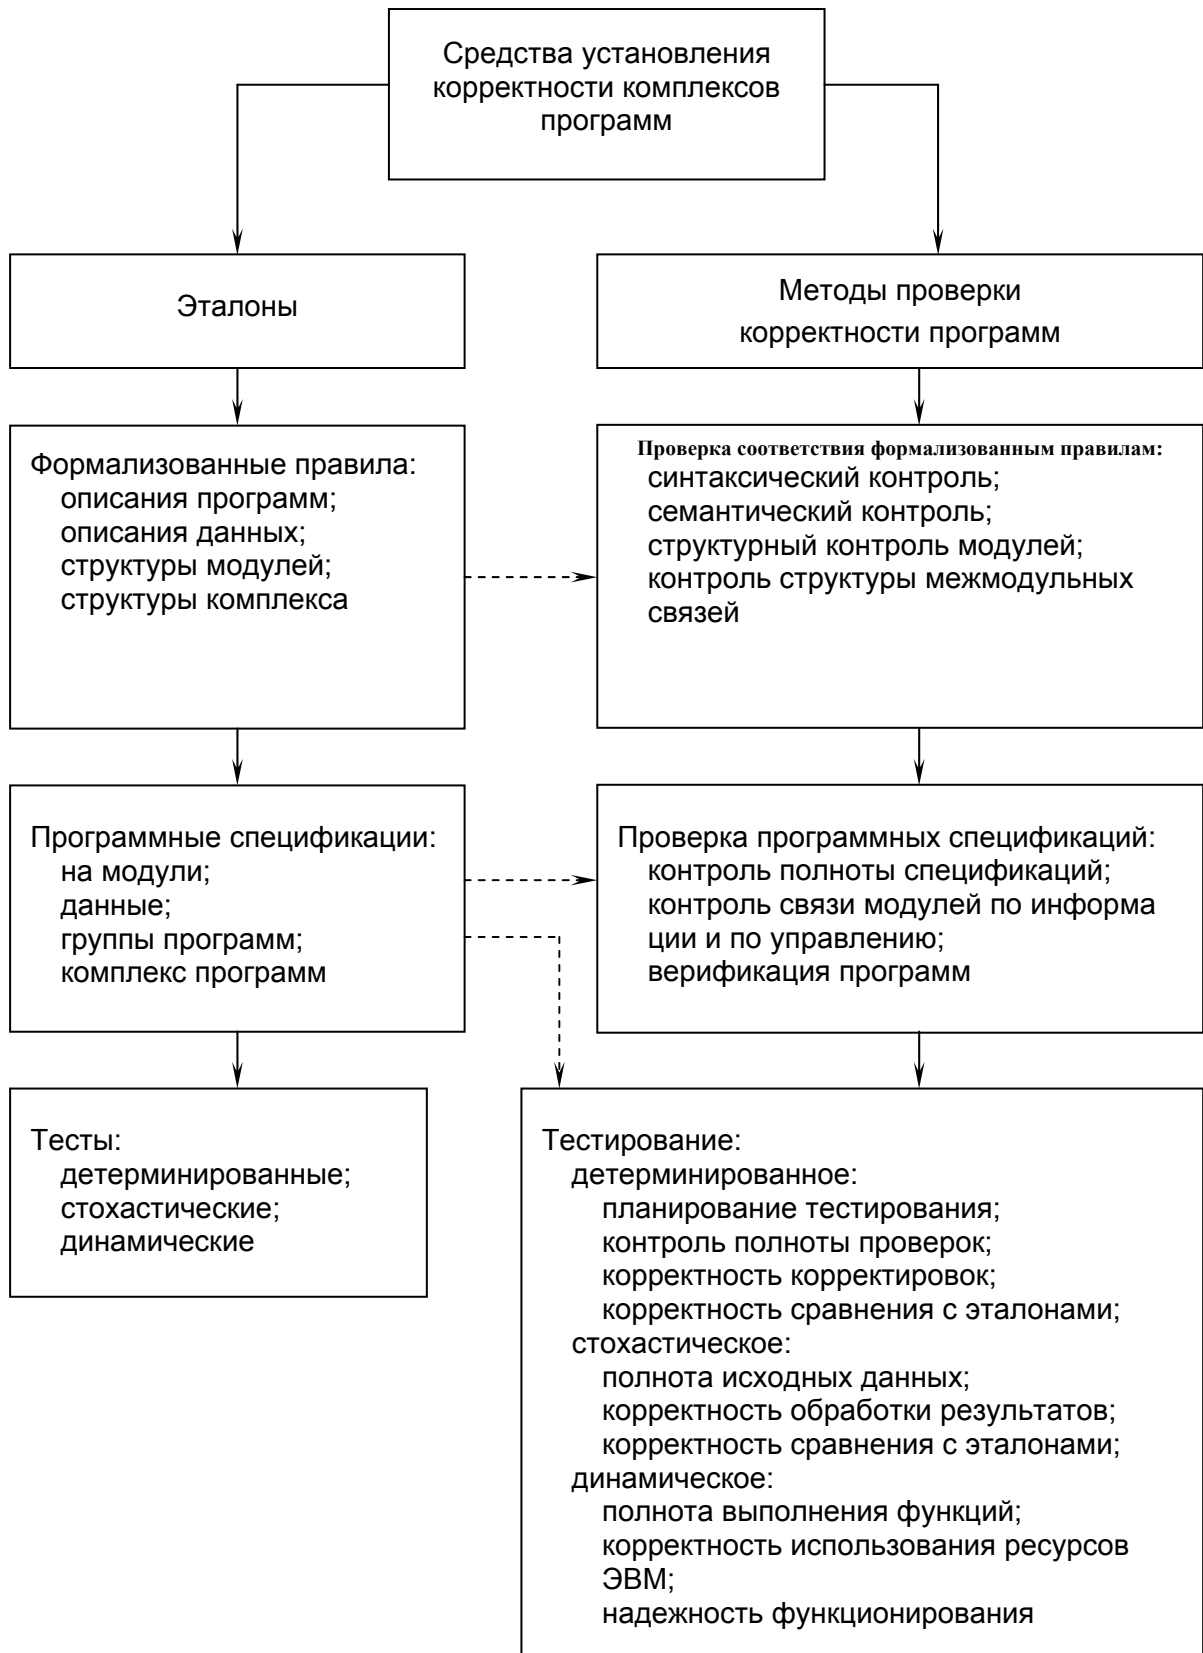 Средства установления
корректности комплексов
программ
Эталоны
Методы проверки
корректности программ
Формализованные правила:
описания программ;
описания данных;
структуры модулей;
структуры комплекса
Проверка соответствия формализованным правилам:
синтаксический контроль;
семантический контроль;
структурный контроль модулей;
контроль структуры межмодульных
связей
Программные спецификации:
на модули;
данные;
группы программ;
комплекс программ
Проверка программных спецификаций:
контроль полноты спецификаций;
контроль связи модулей по информа
ции и по управлению;
верификация программ
Тесты:
детерминированные;
стохастические;
динамические
Тестирование:
детерминированное:
планирование тестирования;
контроль полноты проверок;
корректность корректировок;
корректность сравнения с эталонами;
стохастическое:
полнота исходных данных;
корректность обработки результатов;
корректность сравнения с эталонами;
динамическое:
полнота выполнения функций;
корректность использования ресурсов
ЭВМ;
надежность функционирования